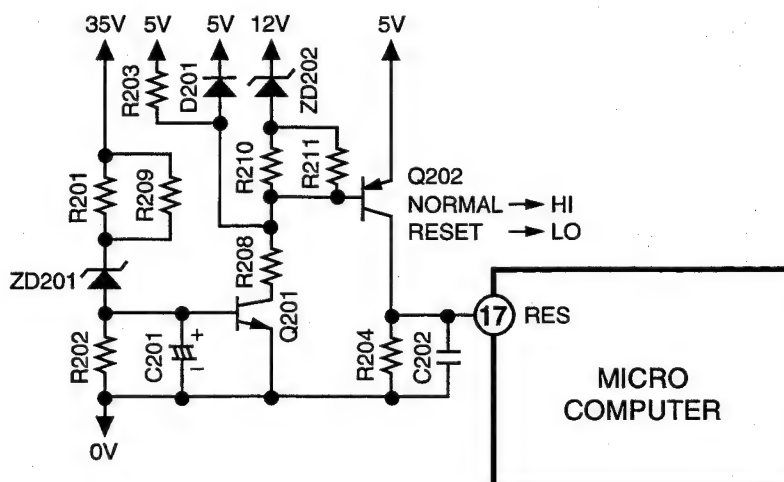 35V 5V 5V 12V 5V
R203
D201
ZD202
R201
R209
R210
R211
Q202
NORMAL → HI
RESET → LO
ZD201
R208
R202
C201
+
−
Q201
R204
C202
17 RES
MICRO
COMPUTER
0V